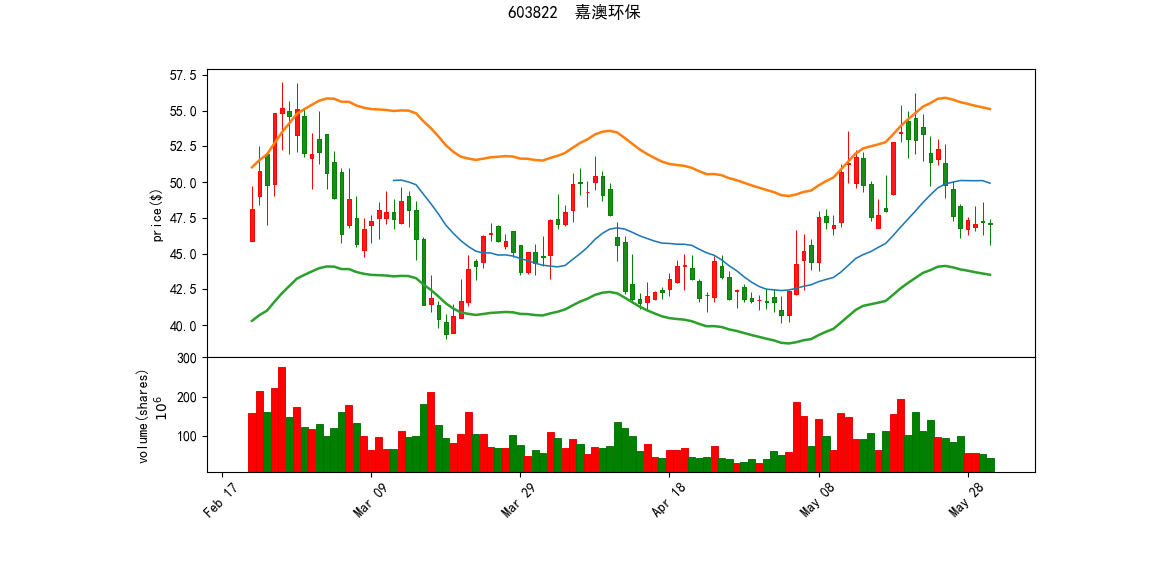 603822 嘉澳环保
57.5
55.0
52.5
50.0
47.5
45.0
42.5
40.0
price($)
300
200
100
volume(shares)
10^6
Feb 17
Mar 09
Mar 29
Apr 18
May 08
May 28